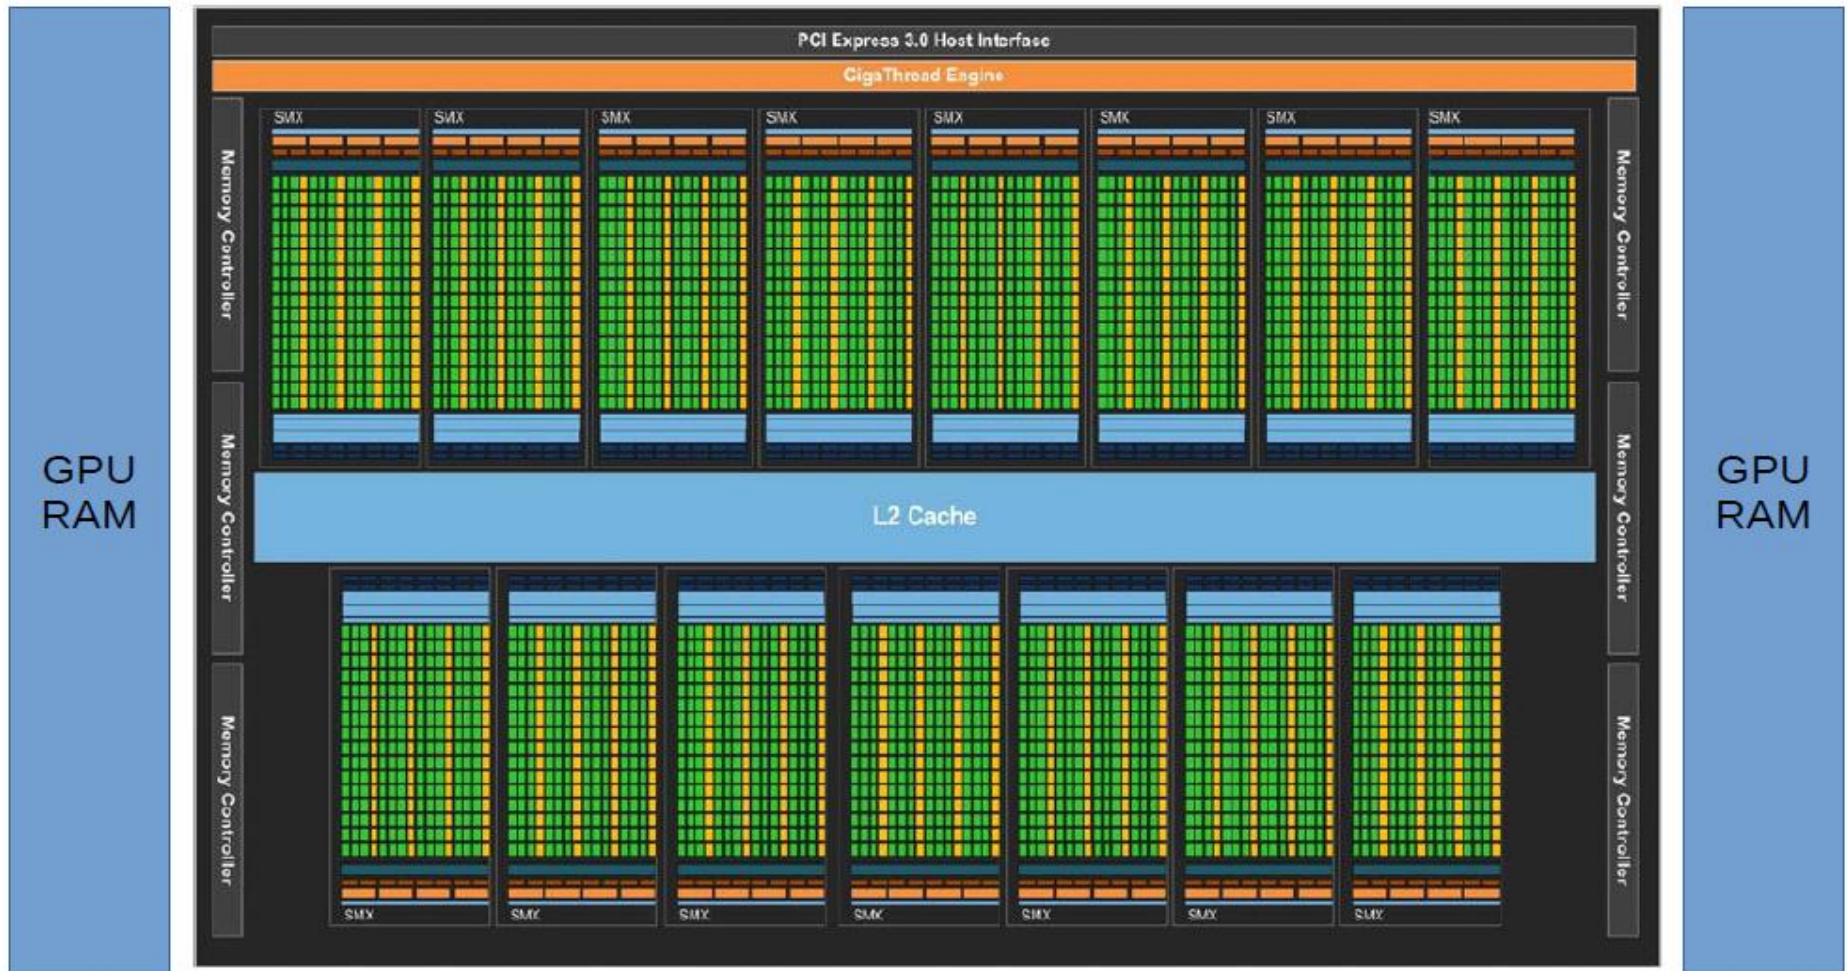 PCI Express 3.0 Host Interface
GigaThread Engine
SMX SMX SMX SMX SMX SMX SMX SMX
Memory Controller
Memory Controller
Memory Controller
GPU
RAM
L2 Cache
GPU
RAM
Memory Controller
Memory Controller
Memory Controller
SMX SMX SMX SMX SMX SMX SMX